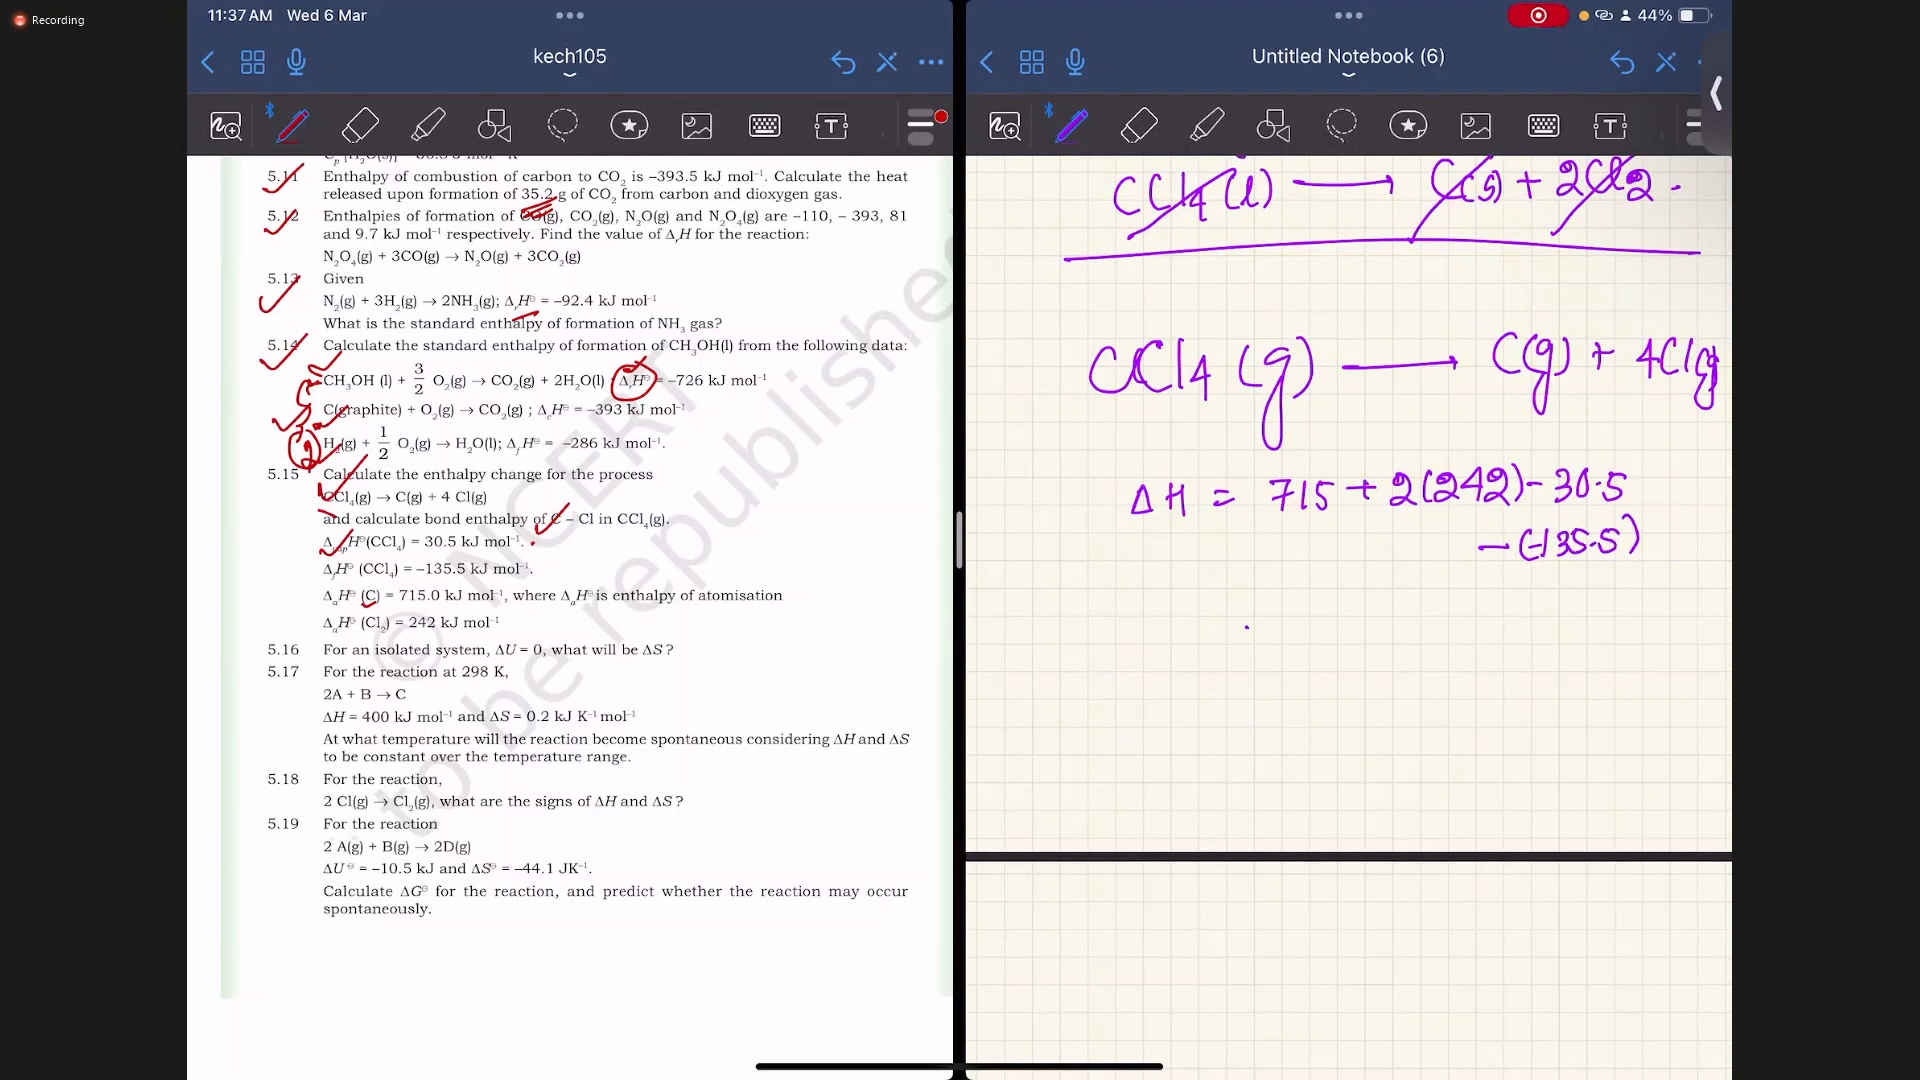 Recording
11:37 AM Wed 6 Mar
44%
kech105
Untitled Notebook (6)
5.11 Enthalpy of combustion of carbon to CO₂ is –393.5 kJ mol⁻¹. Calculate the heat
released upon formation of 35.2 g of CO₂ from carbon and dioxygen gas.
5.12 Enthalpies of formation of CO(g), CO₂(g), N₂O(g) and N₂O₄(g) are –110, – 393, 81
and 9.7 kJ mol⁻¹ respectively. Find the value of ΔᵣH for the reaction:
N₂O₄(g) + 3CO(g) → N₂O(g) + 3CO₂(g)
5.13 Given
N₂(g) + 3H₂(g) → 2NH₃(g); ΔᵣH⊖ = –92.4 kJ mol⁻¹
What is the standard enthalpy of formation of NH₃ gas?
5.14 Calculate the standard enthalpy of formation of CH₃OH(l) from the following data:
CH₃OH (l) + 3/2 O₂(g) → CO₂(g) + 2H₂O(l) ; ΔᵣH⊖ = –726 kJ mol⁻¹
C(graphite) + O₂(g) → CO₂(g) ; Δ꜀H⊖ = –393 kJ mol⁻¹
2
H₂(g) + 1/2 O₂(g) → H₂O(l); Δ_f H⊖ = –286 kJ mol⁻¹.
5.15 Calculate the enthalpy change for the process
CCl₄(g) → C(g) + 4 Cl(g)
and calculate bond enthalpy of C – Cl in CCl₄(g).
Δ_vap H⊖(CCl₄) = 30.5 kJ mol⁻¹.
Δ_f H⊖ (CCl₄) = –135.5 kJ mol⁻¹.
ΔₐH⊖ (C) = 715.0 kJ mol⁻¹, where ΔₐH⊖ is enthalpy of atomisation
ΔₐH⊖ (Cl₂) = 242 kJ mol⁻¹
5.16 For an isolated system, ΔU = 0, what will be ΔS ?
5.17 For the reaction at 298 K,
2A + B → C
ΔH = 400 kJ mol⁻¹ and ΔS = 0.2 kJ K⁻¹ mol⁻¹
At what temperature will the reaction become spontaneous considering ΔH and ΔS
to be constant over the temperature range.
5.18 For the reaction,
2 Cl(g) → Cl₂(g), what are the signs of ΔH and ΔS ?
5.19 For the reaction
2 A(g) + B(g) → 2D(g)
ΔU⊖ = –10.5 kJ and ΔS⊖ = –44.1 JK⁻¹.
Calculate ΔG⊖ for the reaction, and predict whether the reaction may occur
spontaneously.
© NCERT
to be republished
CCl₄(l) → C(s) + 2Cl₂.
CCl₄ (g) → C(g) + 4Cl(g)
ΔH = 715 + 2(242) - 30.5
- (-135.5)